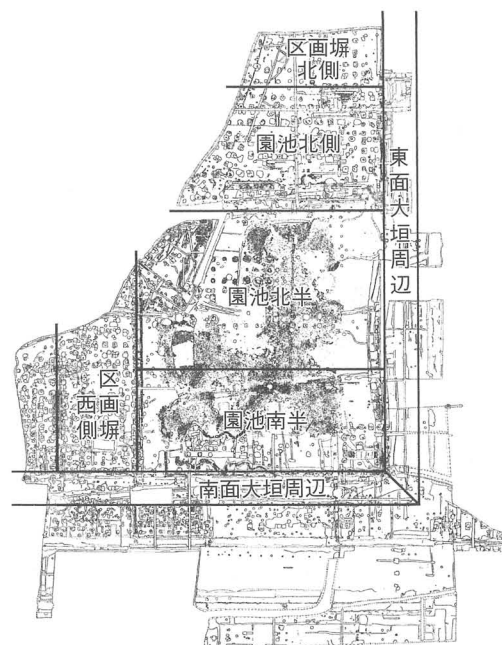 区画塀
北側
園池北側
東面大垣周辺
園池北半
区画塀
西側
園池南半
南面大垣周辺